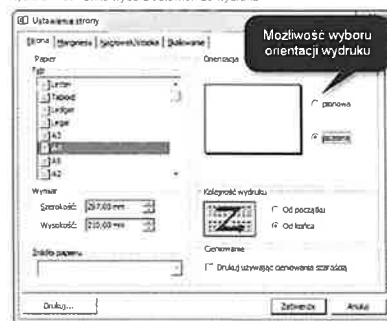 Ustawienia strony
Możliwość wyboru
orientacji wydruku
Strona Marginesy Nagłówek/stopka Skalowanie
Papier
Typ
Letter
Tabloid
Ledger
Legal
A3
A4
A5
A2
Orientacja
pionowa
pozioma
Wymiar
Szerokość: 297,00 mm
Wysokość: 210,00 mm
Kolejność wydruku
Od początku
Od końca
Źródło papieru
Cieniowanie
Drukuj używając cieniowania szarością
Drukuj...
Zatwierdź
Anuluj